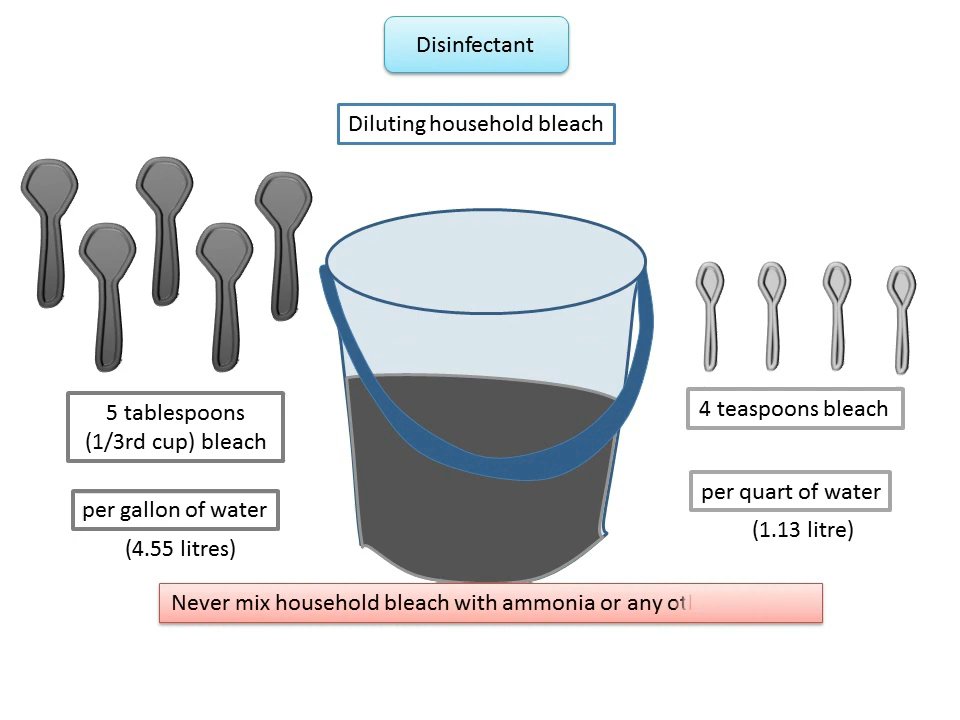 Disinfectant
Diluting household bleach
5 tablespoons
(1/3rd cup) bleach
per gallon of water
(4.55 litres)
4 teaspoons bleach
per quart of water
(1.13 litre)
Never mix household bleach with ammonia or any